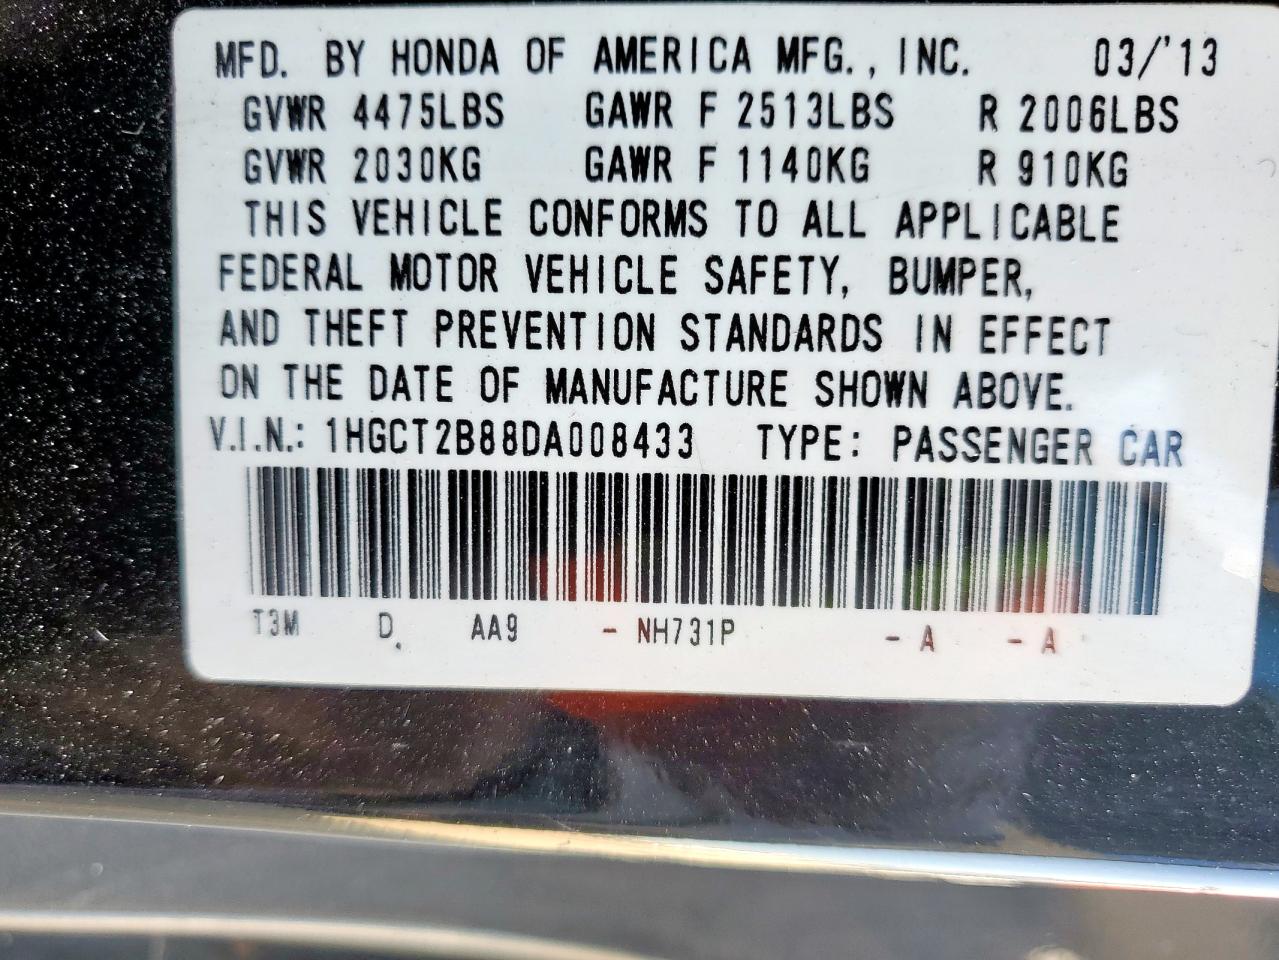 MFD. BY HONDA OF AMERICA MFG., INC. 03/'13
GVWR 4475LBS GAWR F 2513LBS R 2006LBS
GVWR 2030KG GAWR F 1140KG R 910KG
THIS VEHICLE CONFORMS TO ALL APPLICABLE
FEDERAL MOTOR VEHICLE SAFETY, BUMPER,
AND THEFT PREVENTION STANDARDS IN EFFECT
ON THE DATE OF MANUFACTURE SHOWN ABOVE.
V.I.N.: 1HGCT2B88DA008433 TYPE: PASSENGER CAR
T3M D. AA9 - NH731P - A - A